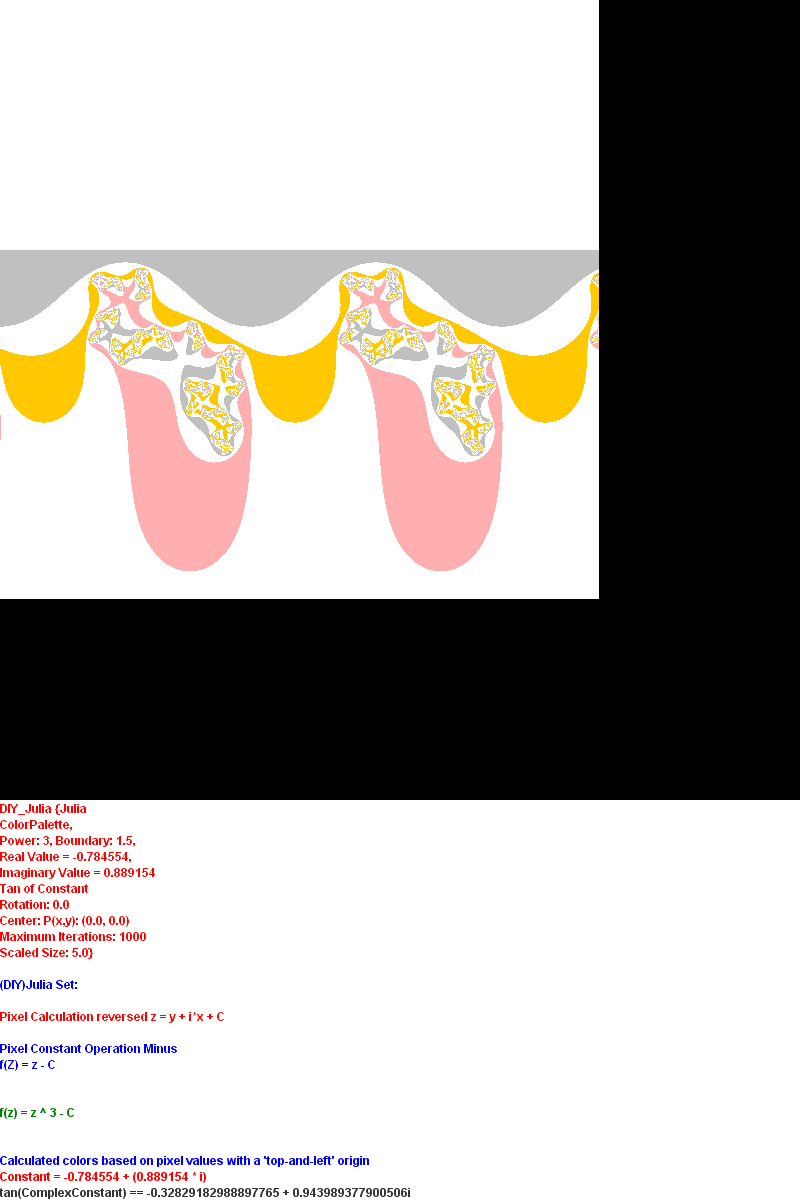 DIY_Julia {Julia
ColorPalette,
Power: 3, Boundary: 1.5,
Real Value = -0.784554,
Imaginary Value = 0.889154
Tan of Constant
Rotation: 0.0
Center: P(x,y): (0.0, 0.0)
Maximum Iterations: 1000
Scaled Size: 5.0}
(DIY)Julia Set:
Pixel Calculation reversed z = y + i*x + C
Pixel Constant Operation Minus
f(Z) = z - C
f(z) = z ^ 3 - C
Calculated colors based on pixel values with a 'top-and-left' origin
Constant = -0.784554 + (0.889154 * i)
tan(ComplexConstant) == -0.32829182988897765 + 0.943989377900506i